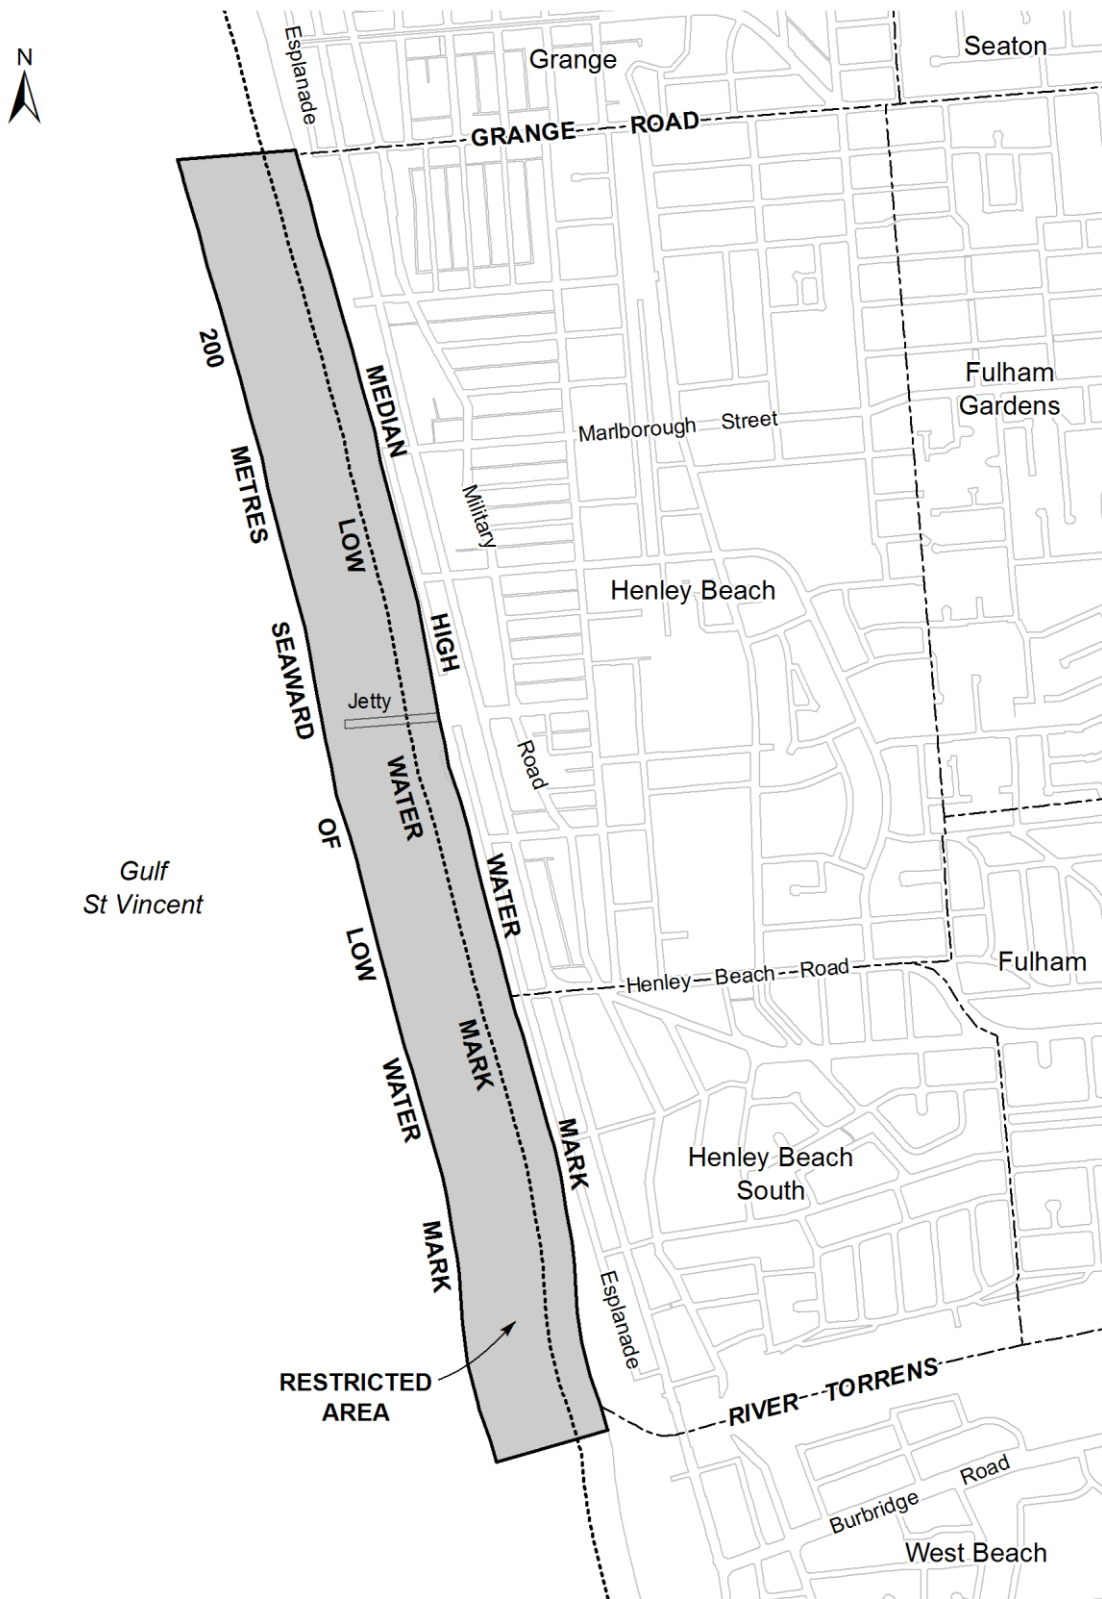 N
Esplanade
Grange
Seaton
GRANGE ROAD
200 METRES SEAWARD OF LOW WATER MARK
MEDIAN HIGH WATER MARK
LOW WATER MARK
Fulham
Gardens
Marlborough Street
Military Road
Henley Beach
Jetty
Gulf
St Vincent
Henley Beach Road
Fulham
Henley Beach
South
Esplanade
RESTRICTED
AREA
RIVER TORRENS
Burbridge Road
West Beach